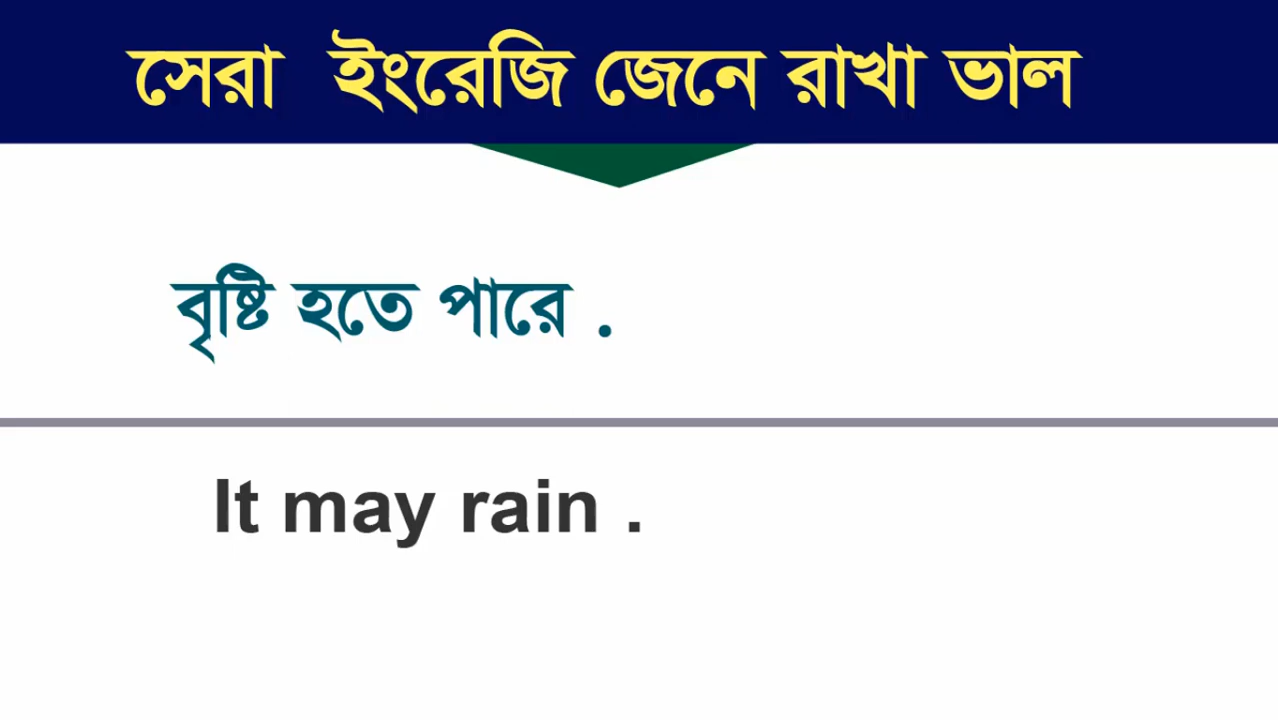 সেরা ইংরেজি জেনে রাখা ভাল
বৃষ্টি হতে পারে .
It may rain .